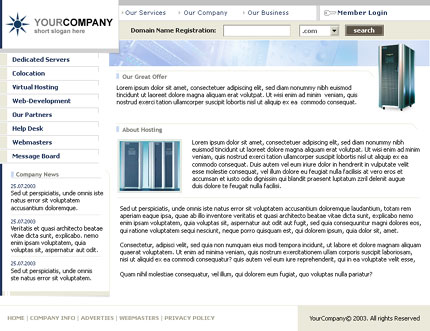 YOURCOMPANY
short slogan here
Our Services
Our Company
Our Business
Member Login
Domain Name Registration:
.com
search
Dedicated Servers
Colocation
Virtual Hosting
Web-Development
Our Partners
Help Desk
Webmasters
Message Board
Company News
25.07.2003
Sed ut perspiciatis, unde omnis iste
natus error sit voluptatem
accusantium doloremque.
25.07.2003
Veritatis et quasi architecto beatae
vitae dicta sunt, explicabo. nemo
enim ipsam voluptatem, quia
voluptas sit, aspernatur aut odit.
25.07.2003
Sed ut perspiciatis, unde omnis
iste natus error sit voluptatem.
Our Great Offer
Lorem ipsum dolor sit amet, consectetuer adipiscing elit, sed diam nonummy nibh euismod
tincidunt ut laoreet dolore magna aliquam erat volutpat. Ut wisi enim ad minim veniam, quis
nostrud exerci tation ullamcorper suscipit lobortis nisl ut aliquip ex ea commodo consequat.
About Hosting
Lorem ipsum dolor sit amet, consectetuer adipiscing elit, sed diam nonummy nibh euismod
tincidunt ut laoreet dolore magna aliquam erat volutpat. Ut wisi enim ad minim veniam, quis
nostrud exerci tation ullamcorper suscipit lobortis nisl ut aliquip ex ea
commodo consequat. Duis autem vel eum iriure dolor in hendrerit in vulputate velit
esse molestie consequat, vel illum dolore eu feugiat nulla facilisis at vero eros et
accumsan et iusto odio dignissim qui blandit praesent luptatum zzril delenit augue
duis dolore te feugait nulla facilisi.
Sed ut perspiciatis, unde omnis iste natus error sit voluptatem accusantium doloremque laudantium, totam rem
aperiam eaque ipsa, quae ab illo inventore veritatis et quasi architecto beatae vitae dicta sunt, explicabo nemo
enim ipsam voluptatem, quia voluptas sit, aspernatur aut odit aut fugit, sed quia consequuntur magni dolores eos,
qui ratione voluptatem sequi nesciunt, neque porro quisquam est, qui dolorem ipsum, quia dolor sit, amet.
Consectetur, adipisci velit, sed quia non numquam eius modi tempora incidunt, ut labore et dolore magnam aliquam
quaerat voluptatem. Ut enim ad minima veniam, quis nostrum exercitationem ullam corporis suscipit laboriosam,
nisi ut aliquid ex ea commodi consequatur? quis autem vel eum iure reprehenderit, qui in ea voluptate velit esse,
Quam nihil molestiae consequatur, vel illum, qui dolorem eum fugiat, quo voluptas nulla pariatur?
HOME | COMPANY INFO | ADVERTIES | WEBMASTERS | PRIVACY POLICY
YourCompany© 2003. All rights Reserved